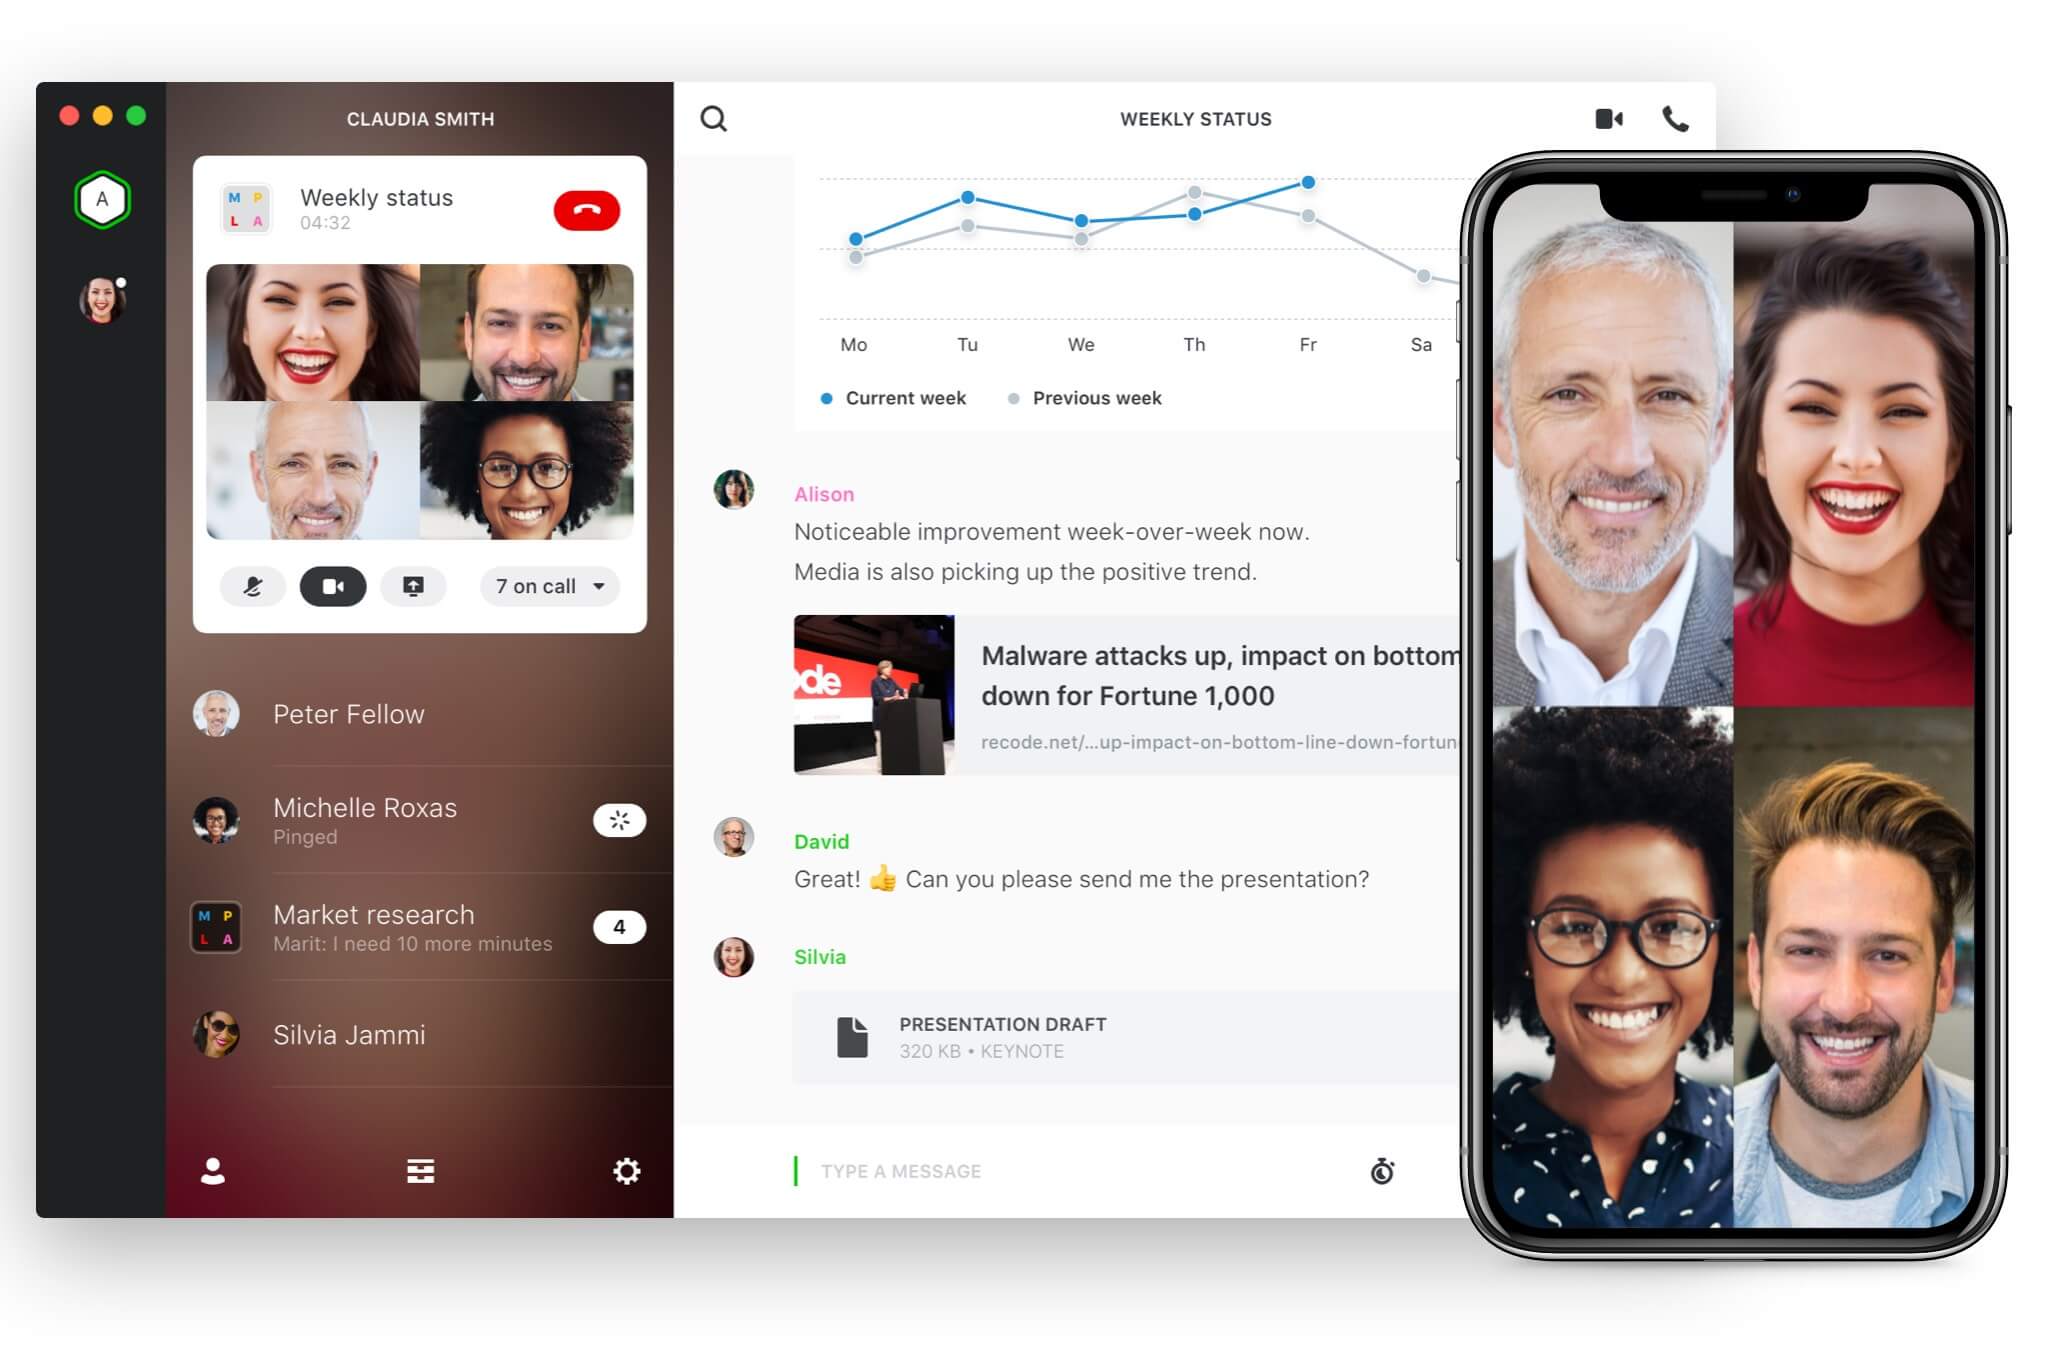 CLAUDIA SMITH
A
M P
L A
Weekly status
04:32
7 on call
Peter Fellow
Michelle Roxas
Pinged
M P
L A
Market research
Marit: I need 10 more minutes
4
Silvia Jammi
WEEKLY STATUS
Mo Tu We Th Fr Sa
Current week Previous week
Alison
Noticeable improvement week-over-week now.
Media is also picking up the positive trend.
ode
Malware attacks up, impact on bottom
down for Fortune 1,000
recode.net/...up-impact-on-bottom-line-down-fortun
David
Great! 👍 Can you please send me the presentation?
Silvia
PRESENTATION DRAFT
320 KB • KEYNOTE
TYPE A MESSAGE